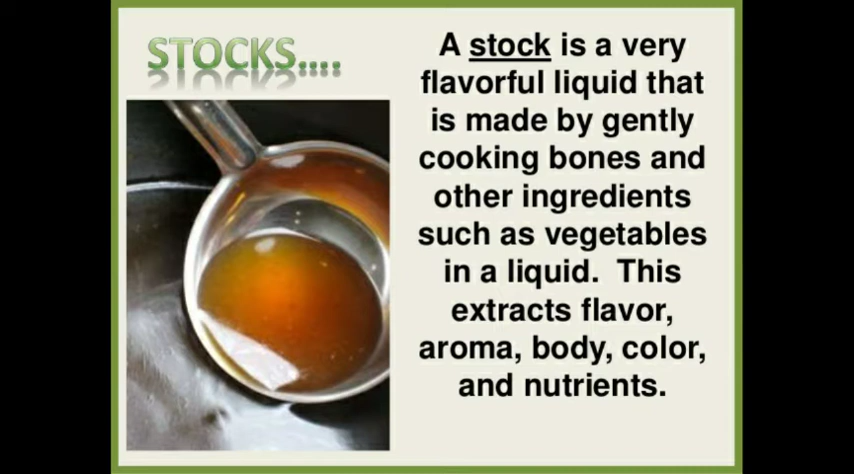 STOCKS....
A stock is a very
flavorful liquid that
is made by gently
cooking bones and
other ingredients
such as vegetables
in a liquid.  This
extracts flavor,
aroma, body, color,
and nutrients.